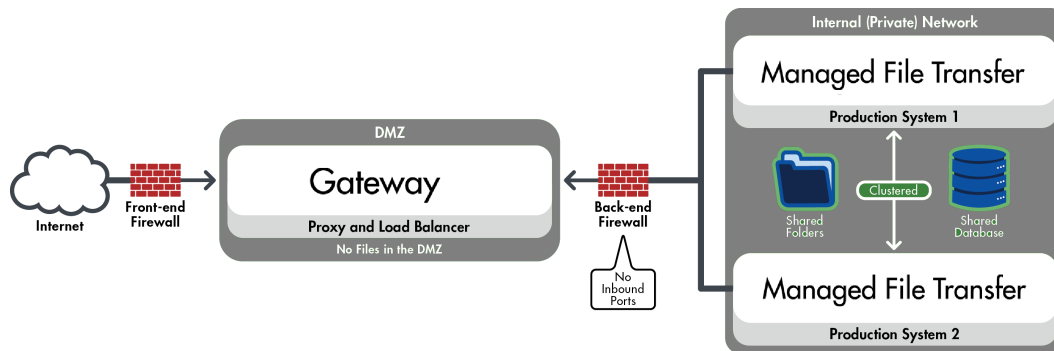 Internet
Front-end
Firewall
DMZ
Gateway
Proxy and Load Balancer
No Files in the DMZ
Back-end
Firewall
No
Inbound
Ports
Internal (Private) Network
Managed File Transfer
Production System 1
Shared
Folders
Clustered
Shared
Database
Managed File Transfer
Production System 2